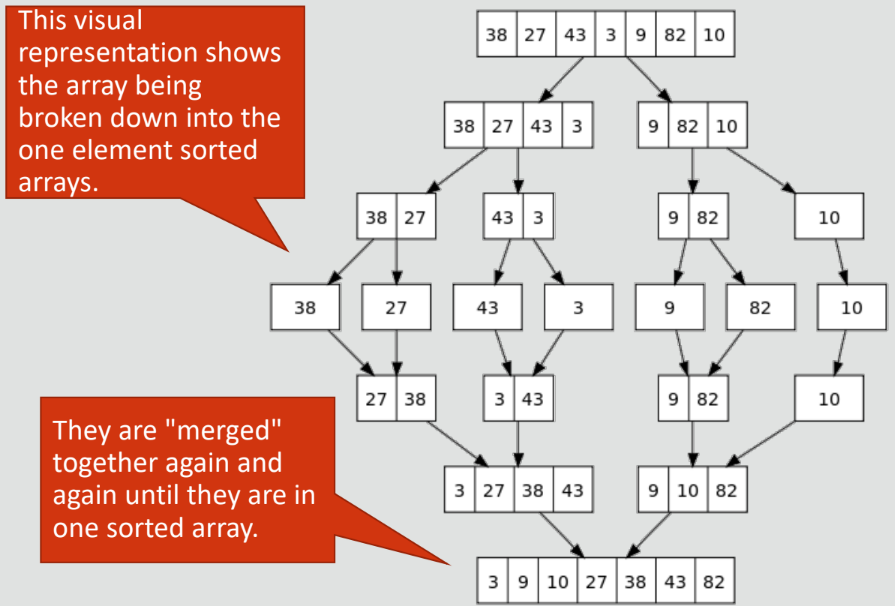 This visual
representation shows
the array being
broken down into the
one element sorted
arrays.
38 27 43 3 9 82 10
38 27 43 3
9 82 10
38 27
43 3
9 82
10
38
27
43
3
9
82
10
27 38
3 43
9 82
10
They are "merged"
together again and
again until they are in
one sorted array.
3 27 38 43
9 10 82
3 9 10 27 38 43 82